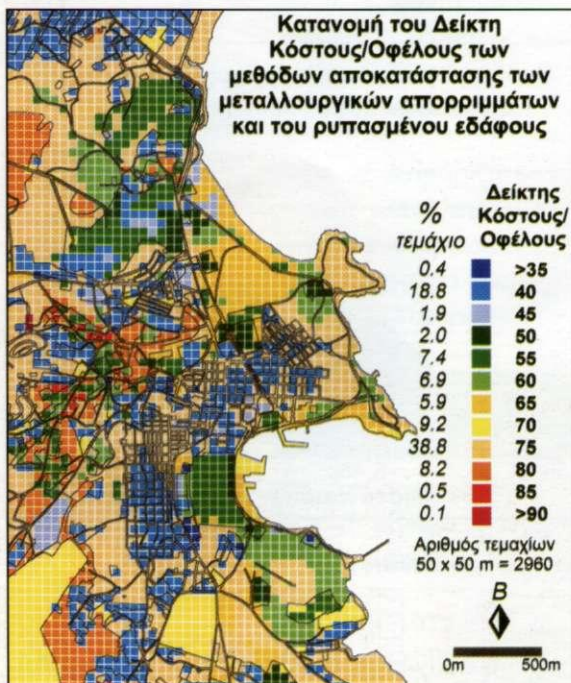 Κατανομή του Δείκτη
Κόστους/Οφέλους των
μεθόδων αποκατάστασης των
μεταλλουργικών απορριμμάτων
και του ρυπασμένου εδάφους
% τεμάχιο Δείκτης Κόστους/Οφέλους
0.4 >35
18.8 40
1.9 45
2.0 50
7.4 55
6.9 60
5.9 65
9.2 70
38.8 75
8.2 80
0.5 85
0.1 >90
Αριθμός τεμαχίων
50 x 50 m = 2960
Β
0m 500m